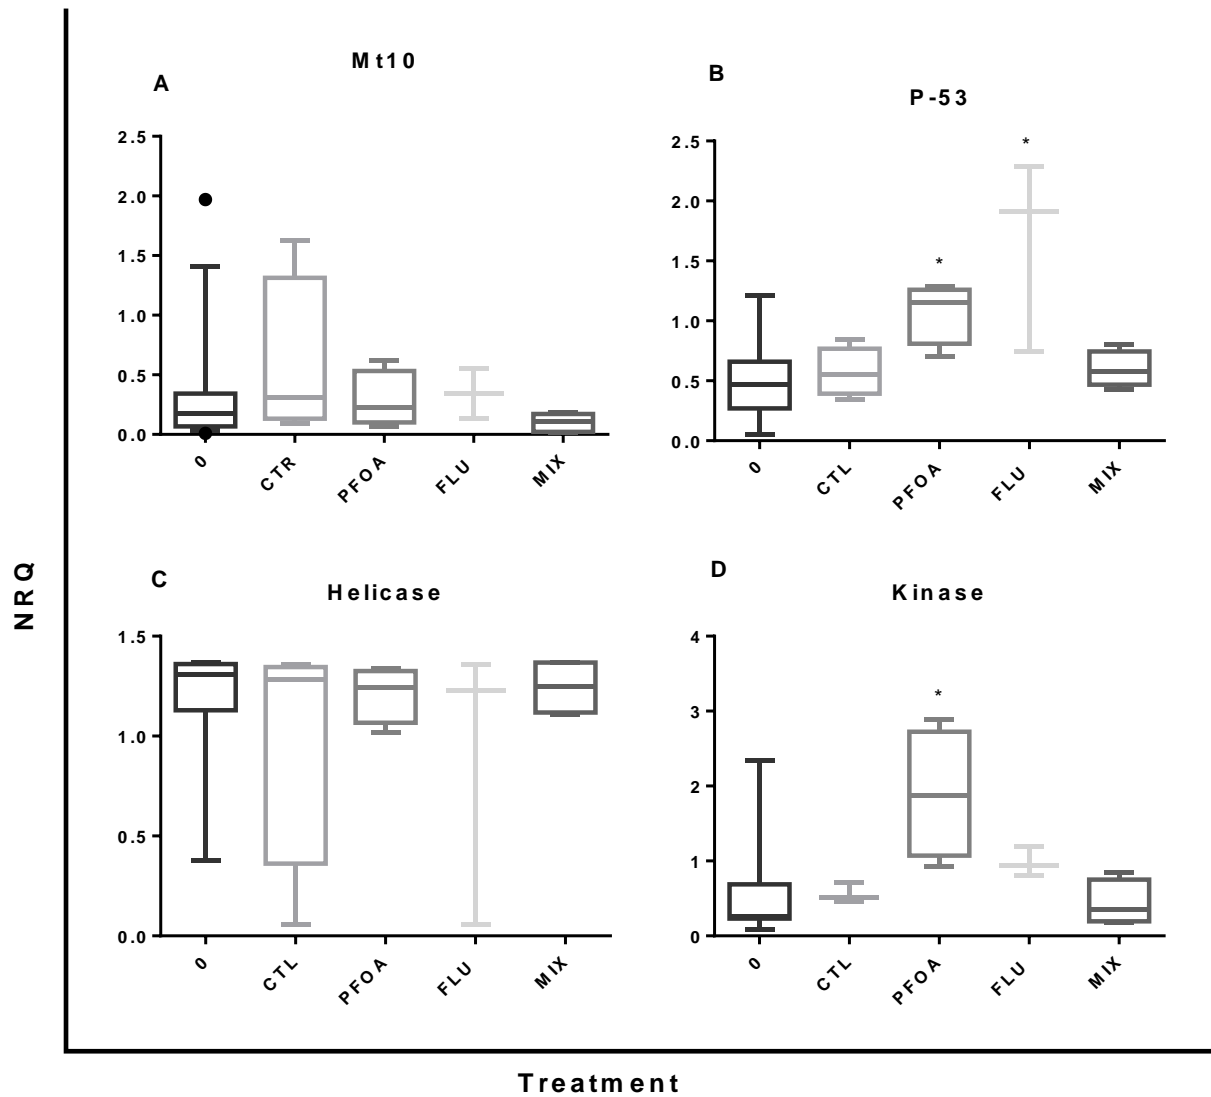 A
Mt10
2.5
2.0
1.5
1.0
0.5
0.0
0 CTR PFOA FLU MIX
B
P-53
2.5
2.0
1.5
1.0
0.5
0.0
* *
0 CTL PFOA FLU MIX
C
Helicase
1.5
1.0
0.5
0.0
0 CTL PFOA FLU MIX
D
Kinase
4
3
2
1
0
*
0 CTL PFOA FLU MIX
NRQ
Treatment